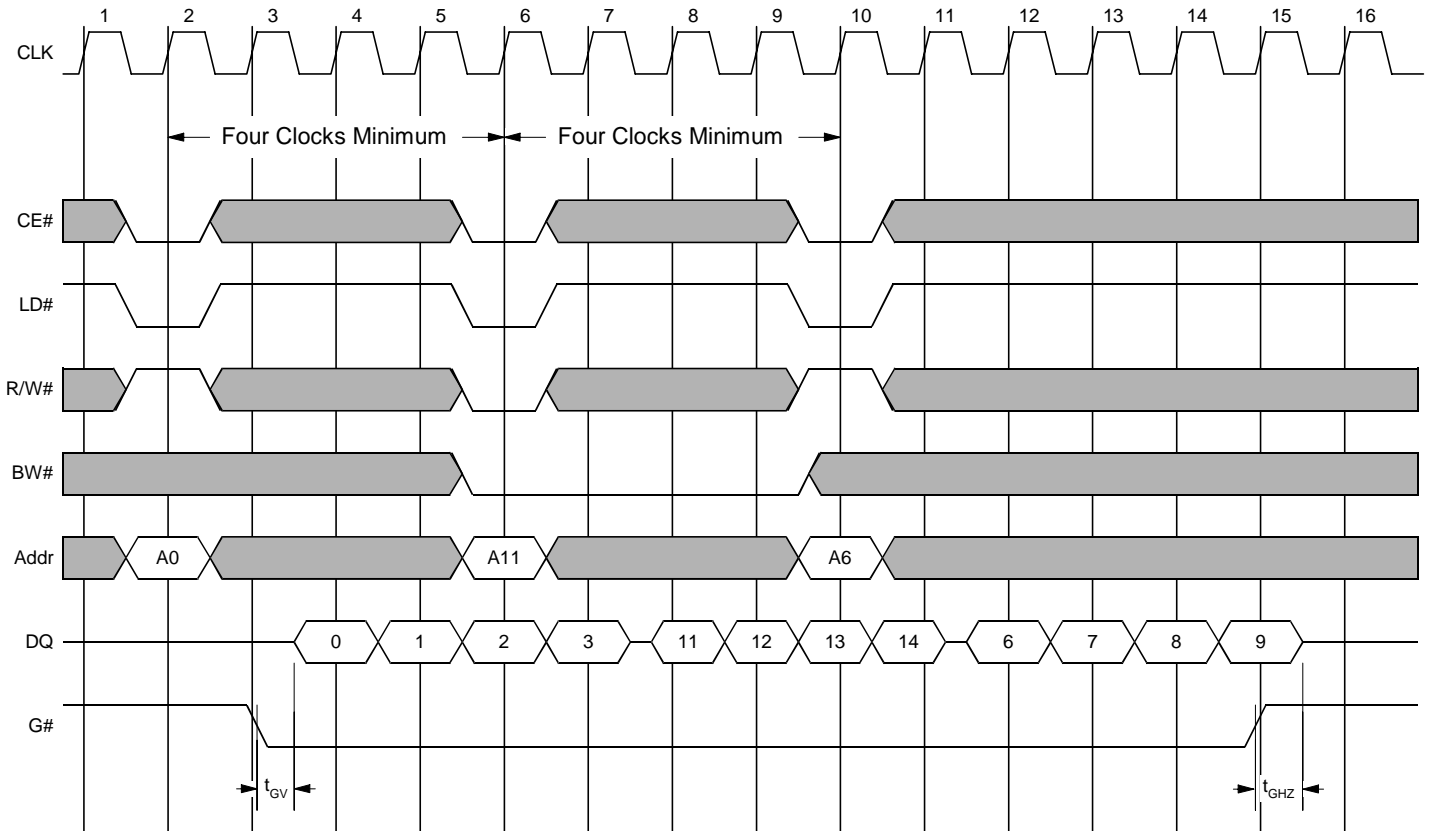 1 2 3 4 5 6 7 8 9 10 11 12 13 14 15 16
CLK
Four Clocks Minimum Four Clocks Minimum
CE#
LD#
R/W#
BW#
Addr A0 A11 A6
DQ 0 1 2 3 11 12 13 14 6 7 8 9
G#
tGV tGHZ